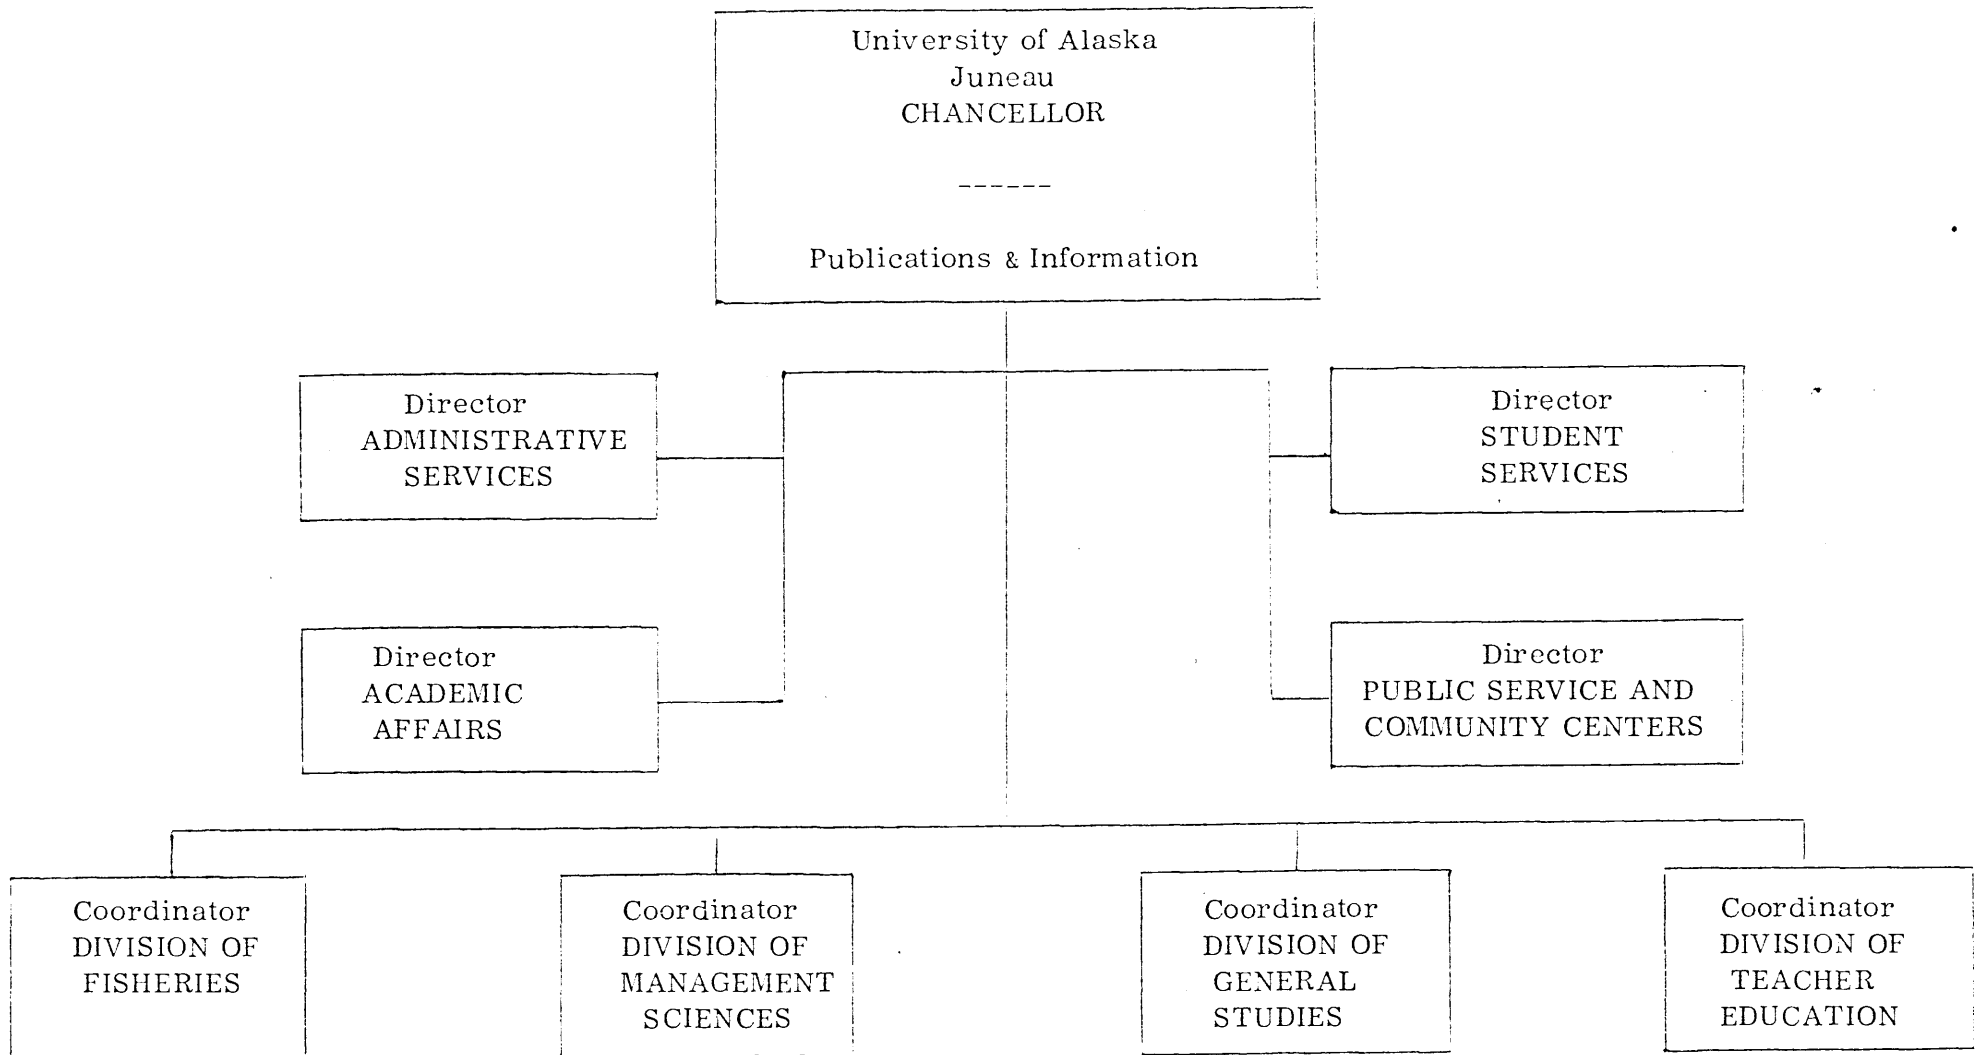 University of Alaska
Juneau
CHANCELLOR
------
Publications & Information
Director
ADMINISTRATIVE
SERVICES
Director
STUDENT
SERVICES
Director
ACADEMIC
AFFAIRS
Director
PUBLIC SERVICE AND
COMMUNITY CENTERS
Coordinator
DIVISION OF
FISHERIES
Coordinator
DIVISION OF
MANAGEMENT
SCIENCES
Coordinator
DIVISION OF
GENERAL
STUDIES
Coordinator
DIVISION OF
TEACHER
EDUCATION